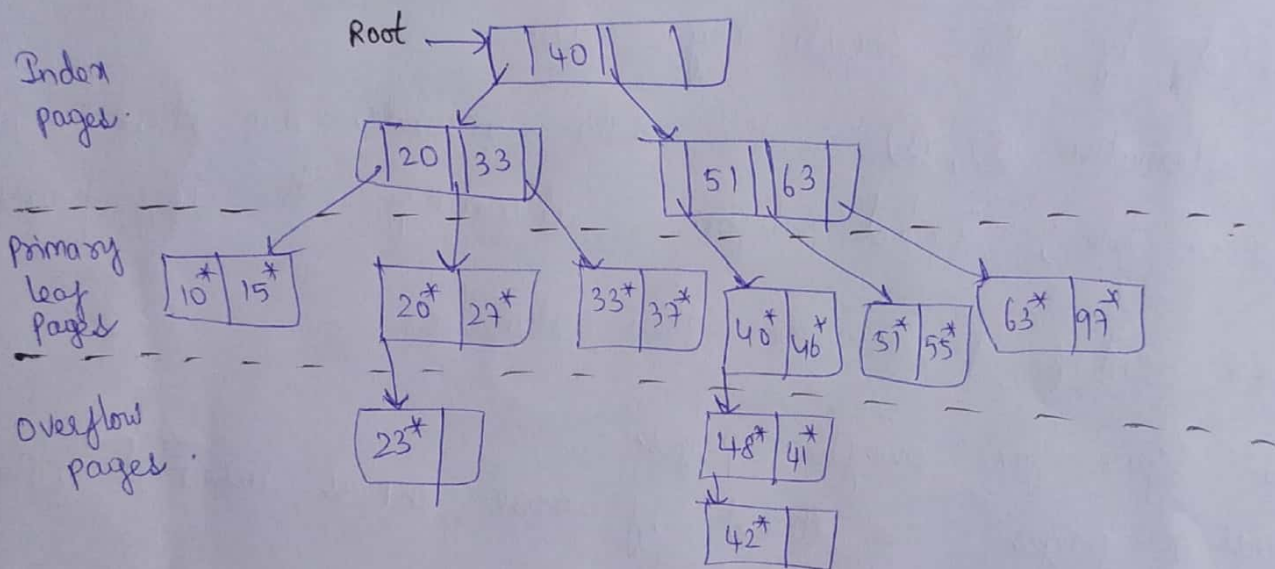 Root
40
Index
pages.
20 33
51 63
primary
leaf
pages
10* 15*
20* 27*
33* 37*
40* 46*
51* 55*
63* 97*
Overflow
pages.
23*
48* 41*
42*